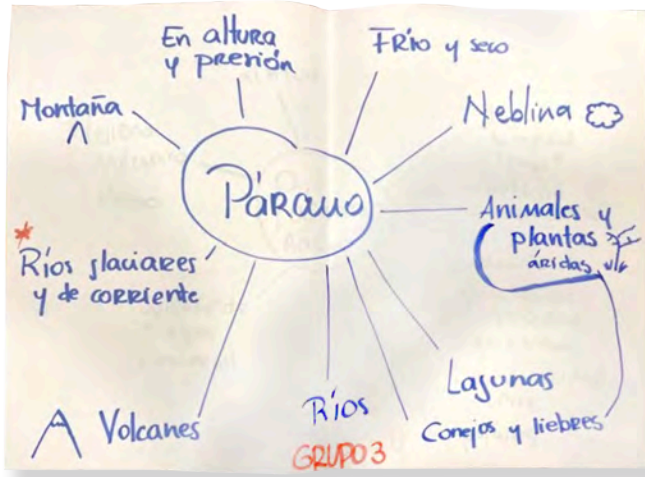 En altura
y presión
Frío y seco
Montaña
Neblina
Páramo
Animales y
plantas
áridas
*
Ríos glaciares
y de corriente
Lagunas
Volcanes
Ríos
Conejos y liebres
GRUPO 3